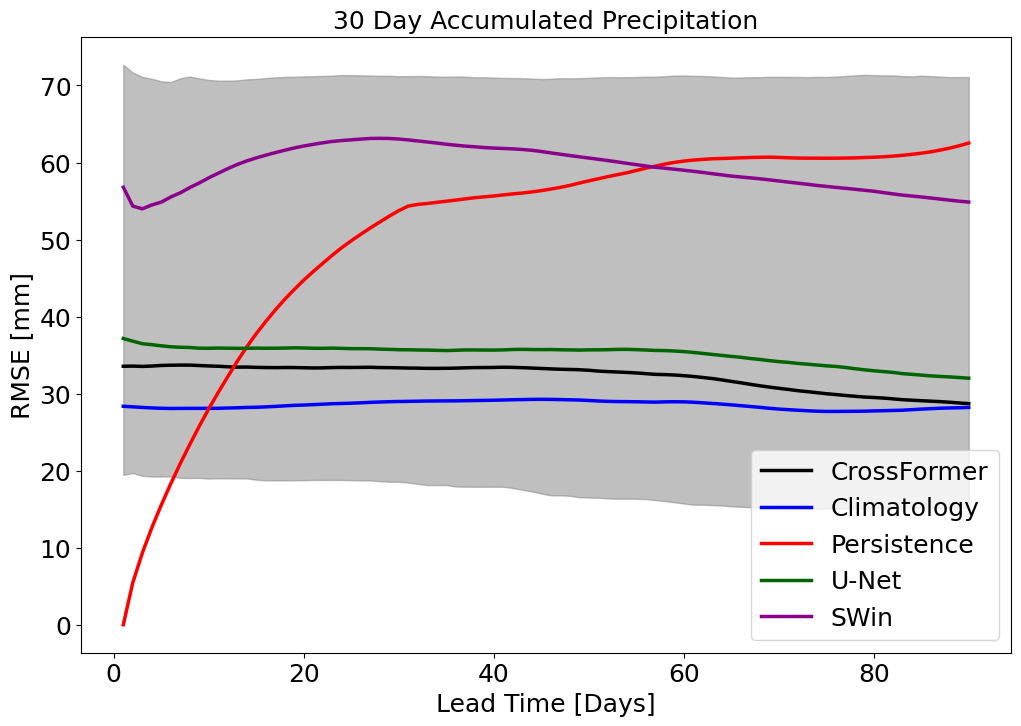 30 Day Accumulated Precipitation
RMSE [mm]
70
60
50
40
30
20
10
0
0 20 40 60 80
Lead Time [Days]
CrossFormer
Climatology
Persistence
U-Net
SWin